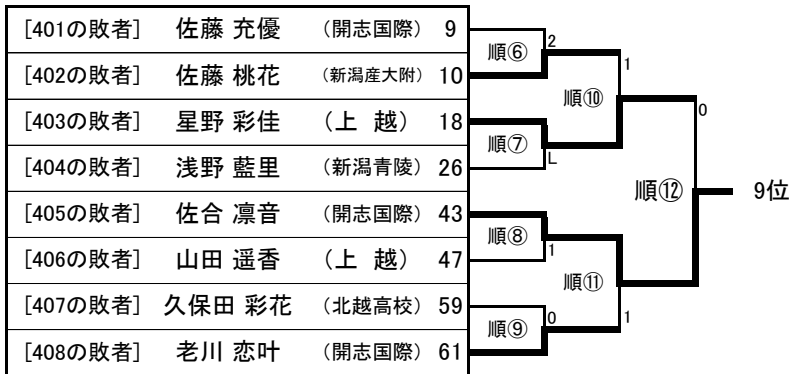 [401の敗者] 佐藤 充優 （開志国際） 9
[402の敗者] 佐藤 桃花 （新潟産大附） 10
[403の敗者] 星野 彩佳 （上 越） 18
[404の敗者] 浅野 藍里 （新潟青陵） 26
[405の敗者] 佐合 凛音 （開志国際） 43
[406の敗者] 山田 遥香 （上 越） 47
[407の敗者] 久保田 彩花 （北越高校） 59
[408の敗者] 老川 恋叶 （開志国際） 61
順⑥ 2
順⑦ L
順⑧ 1
順⑨ 0
順⑩ 1
順⑪ 1
順⑫ 0
9位